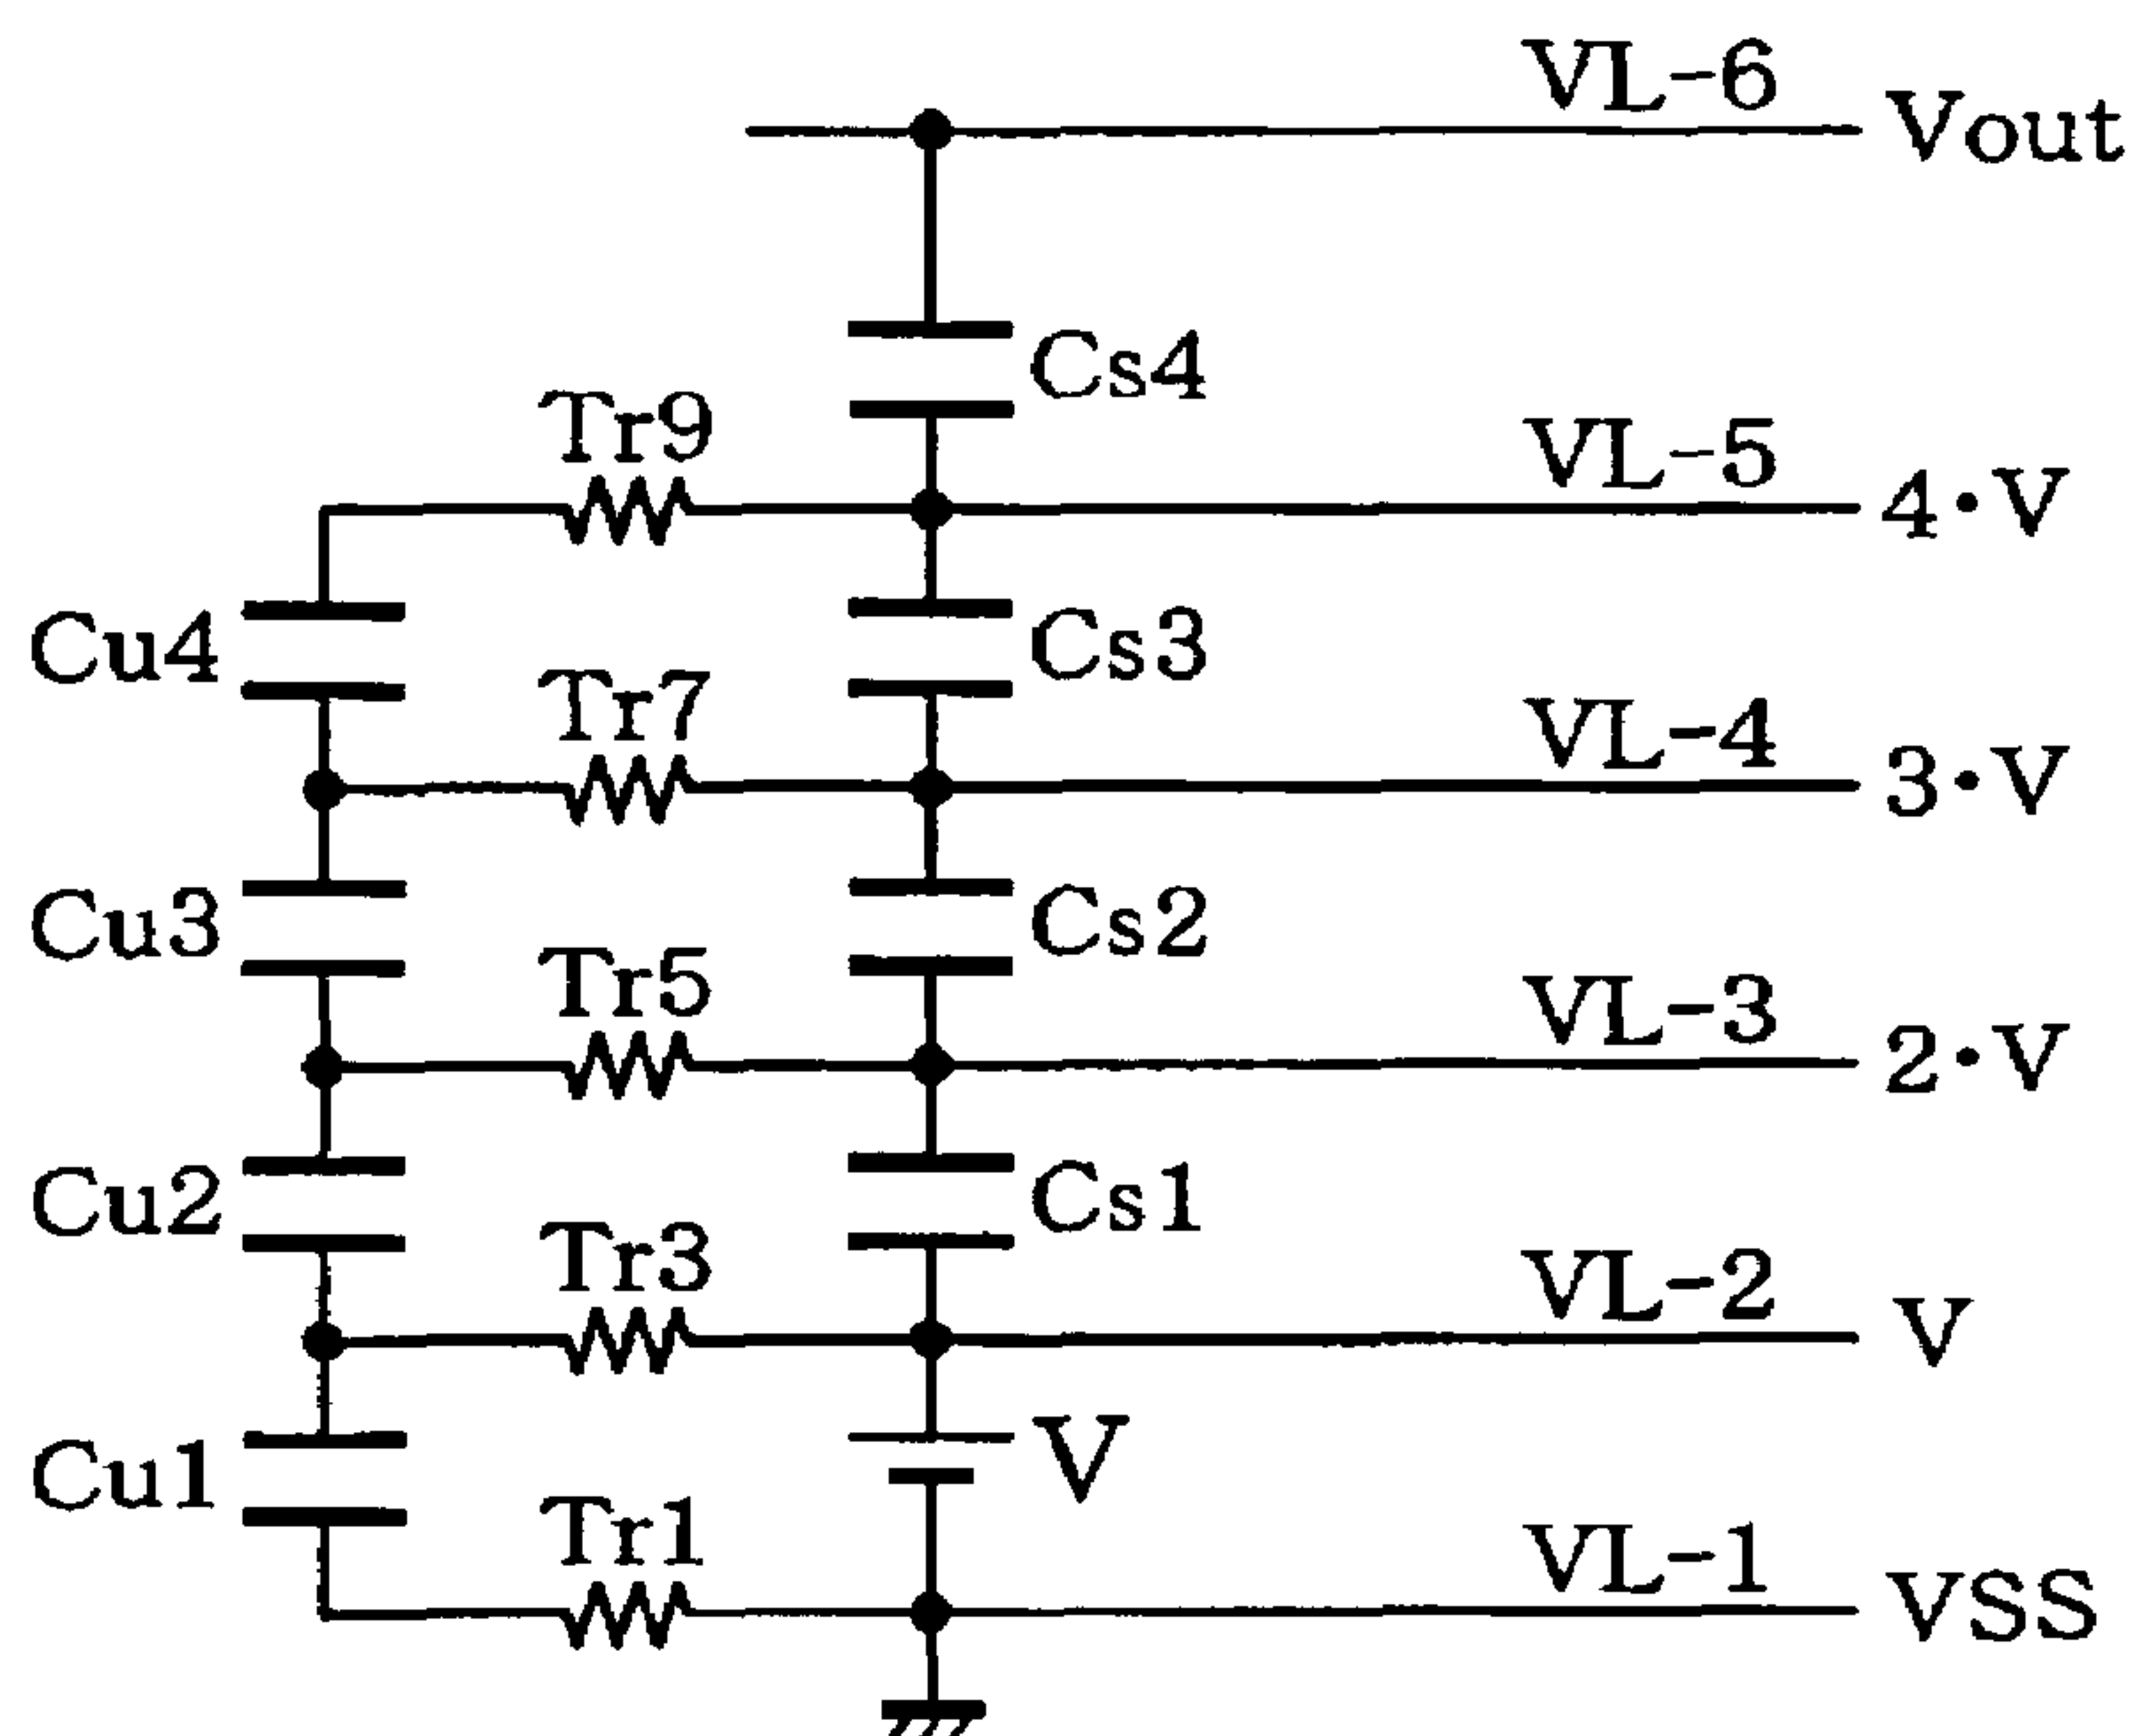 VL-6
Vout
Cs4
Tr9
VL-5
4·V
Cu4
Cs3
Tr7
VL-4
3·V
Cu3
Cs2
Tr5
VL-3
2·V
Cu2
Cs1
Tr3
VL-2
V
Cu1
V
Tr1
VL-1
VSS